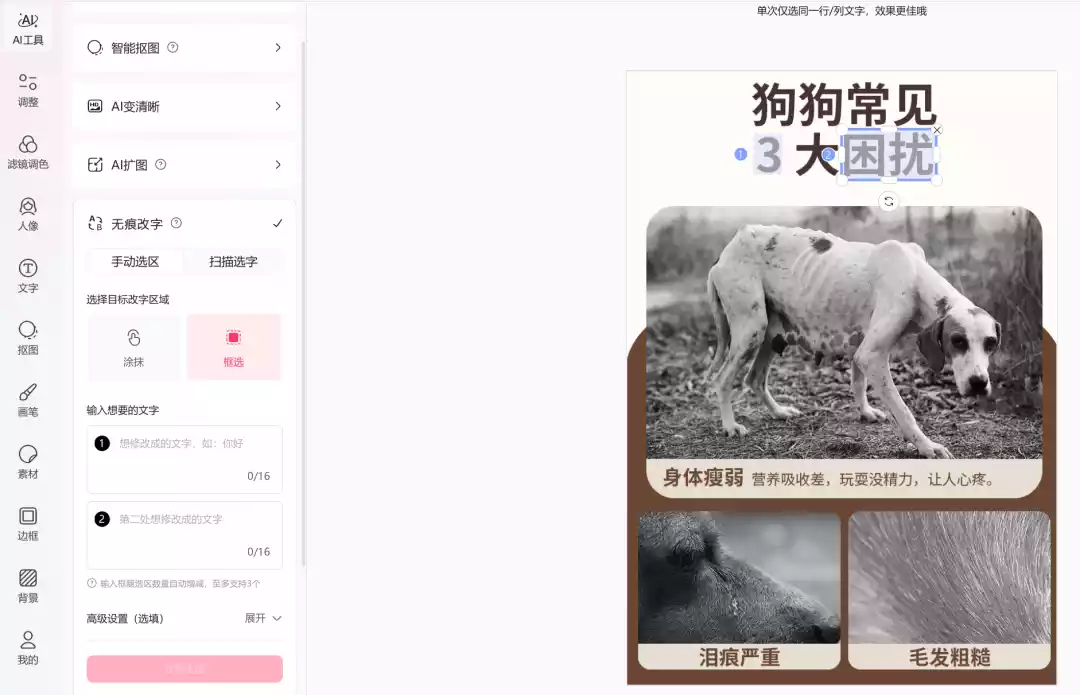 单次仅选同一行/列文字，效果更佳哦
AI
AI工具
调整
滤镜调色
人像
文字
抠图
画笔
素材
边框
背景
我的
智能抠图
HD AI变清晰
AI扩图
A B 无痕改字
手动选区 扫描选字
选择目标改字区域
涂抹 框选
输入想要的文字
1 想修改成的文字，如：你好
0/16
2 第二处想修改成的文字
0/16
输入框随选区数量自动增减，至多支持3个
高级设置（选填） 展开
狗狗常见
1 3 大 2 困扰
身体瘦弱 营养吸收差，玩耍没精力，让人心疼。
泪痕严重 毛发粗糙